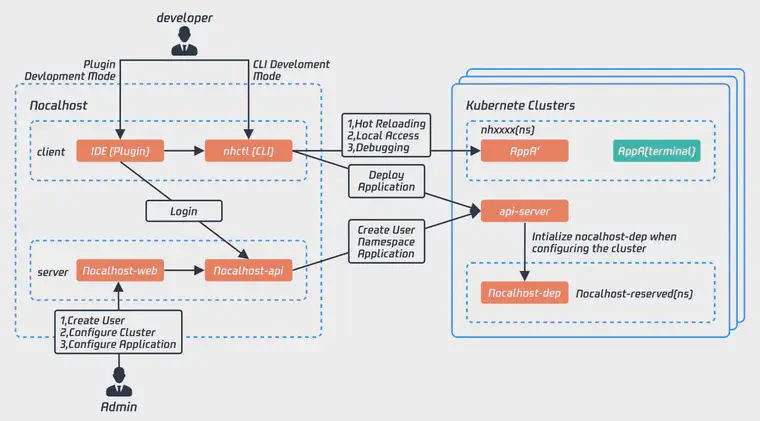 developer
Plugin
Devlopment Mode
CLI Develoment
Mode
Nocalhost
client
IDE (Plugin)
nhctl (CLI)
Login
server
Nocalhost-web
Nocalhost-api
1,Create User
2,Configure Cluster
3,Configure Application
Admin
1,Hot Reloading
2,Local Access
3,Debugging
Deploy
Application
Create User
Namespace
Application
Kubernete Clusters
nhxxxx(ns)
AppA'
AppA(terminal)
api-server
Intialize nocalhost-dep when
configuring the cluster
Nocalhost-dep
Nocalhost-reserved(ns)